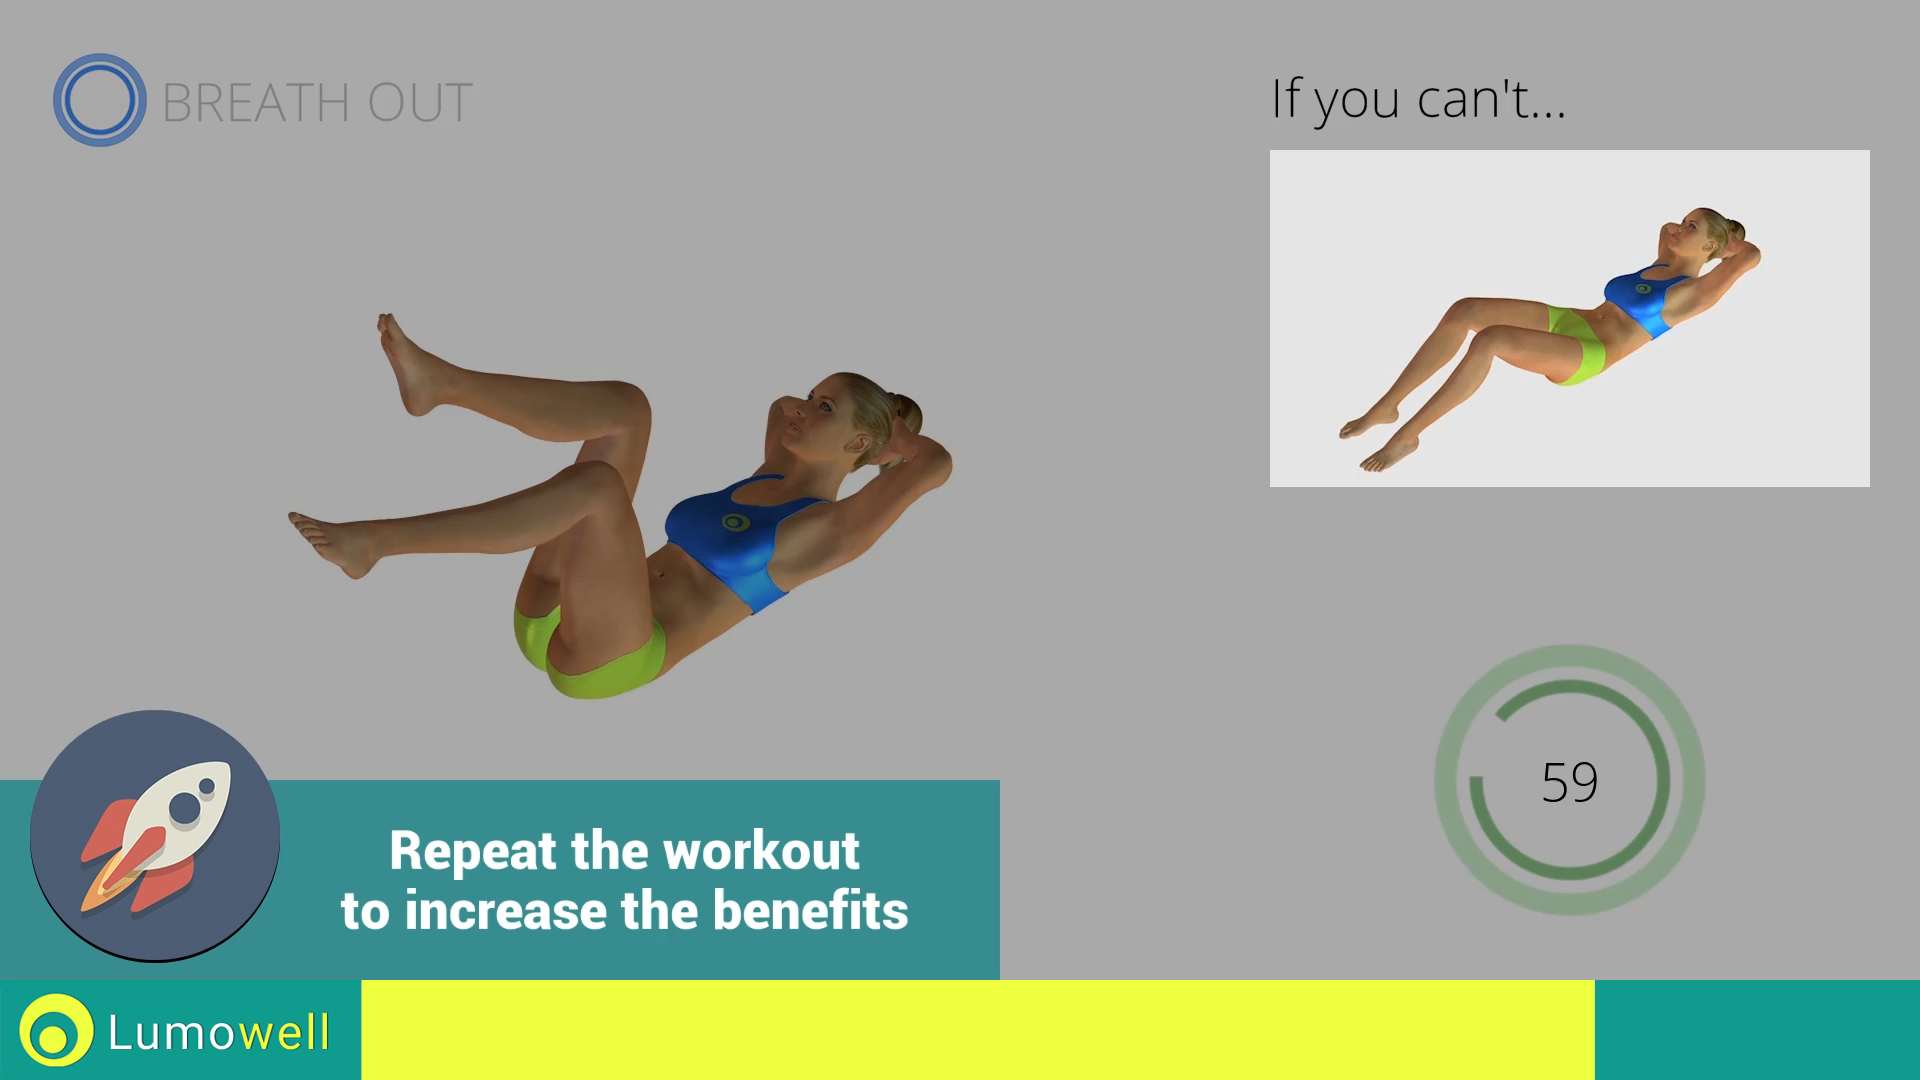 BREATH OUT
If you can't...
59
Repeat the workout
to increase the benefits
Lumowell